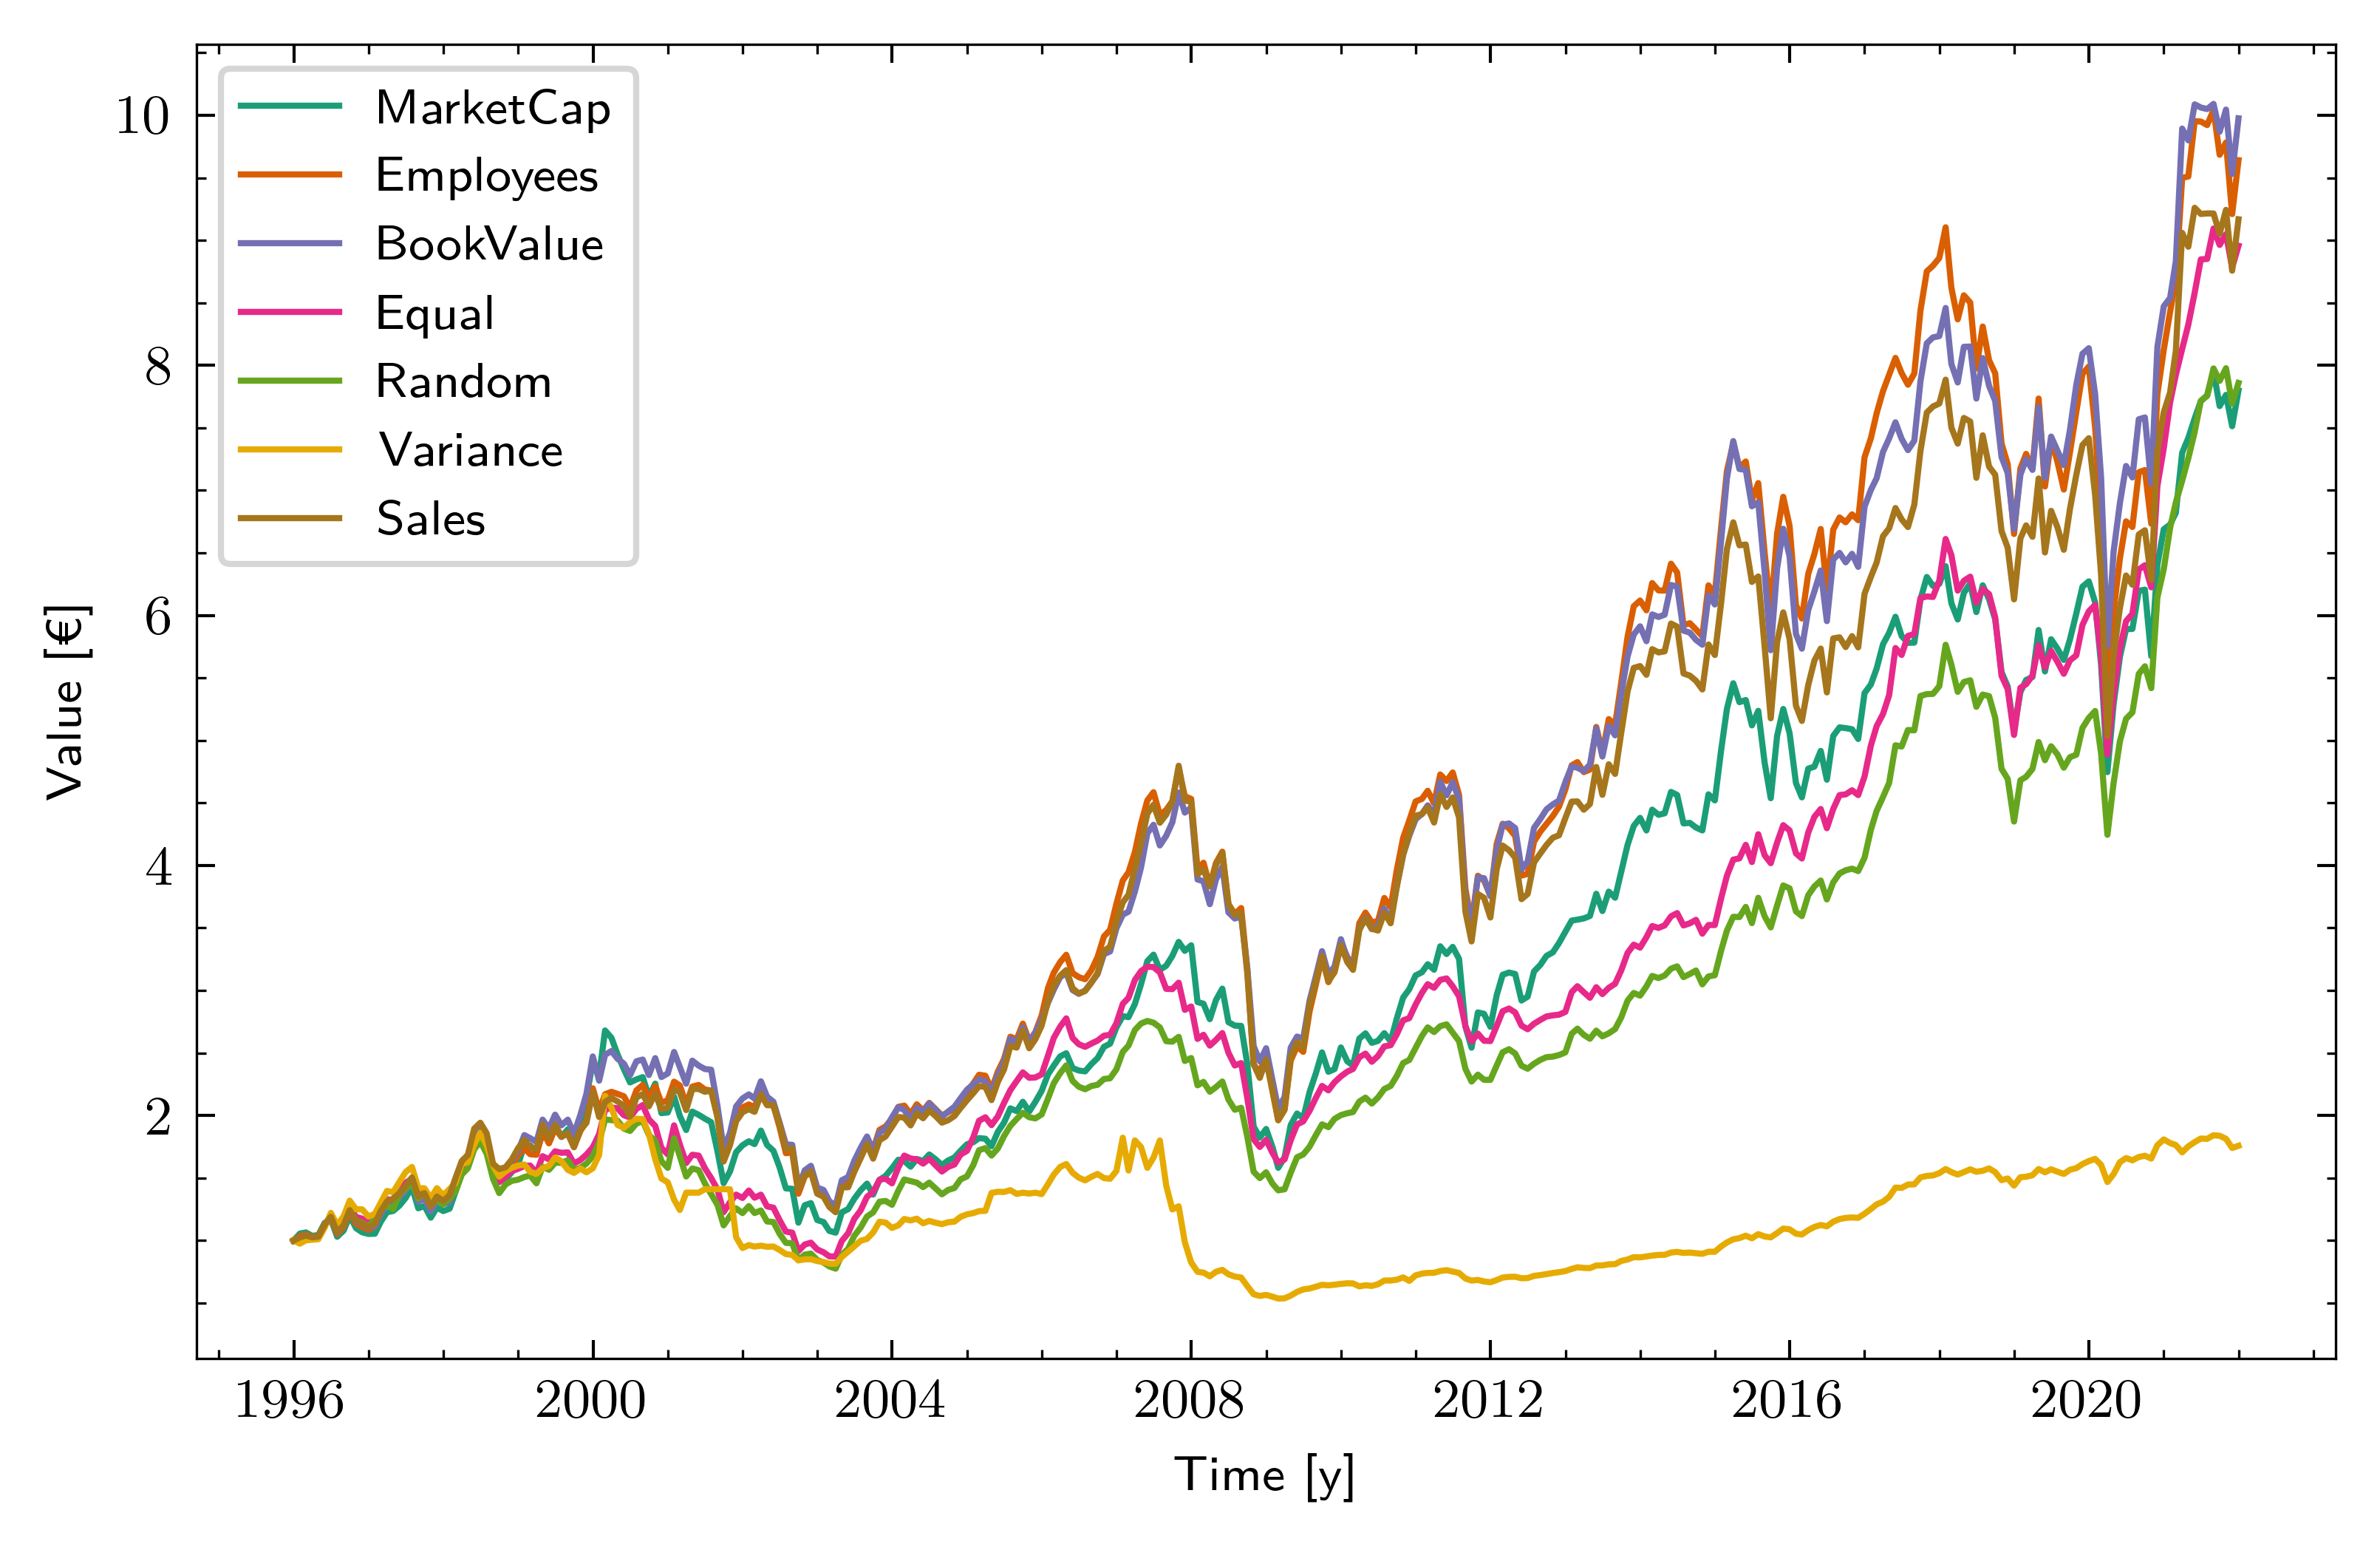 MarketCap
Employees
BookValue
Equal
Random
Variance
Sales
10
8
6
4
2
Value [€]
1996 2000 2004 2008 2012 2016 2020
Time [y]